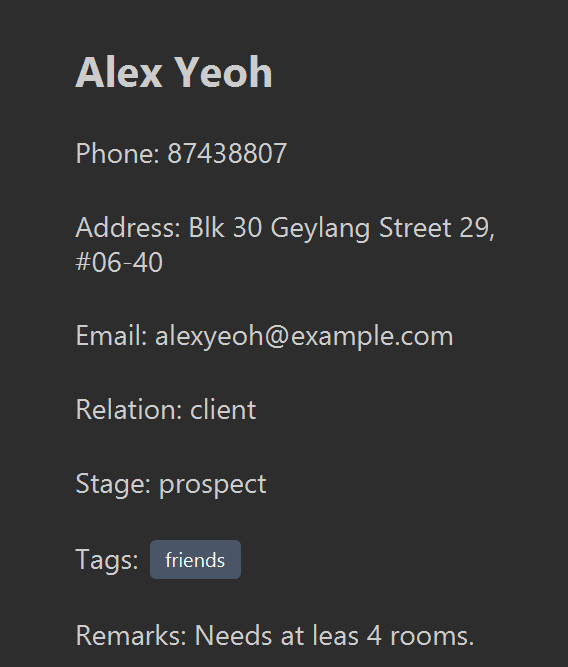 Alex Yeoh
Phone: 87438807
Address: Blk 30 Geylang Street 29,
#06-40
Email: alexyeoh@example.com
Relation: client
Stage: prospect
Tags: friends
Remarks: Needs at leas 4 rooms.